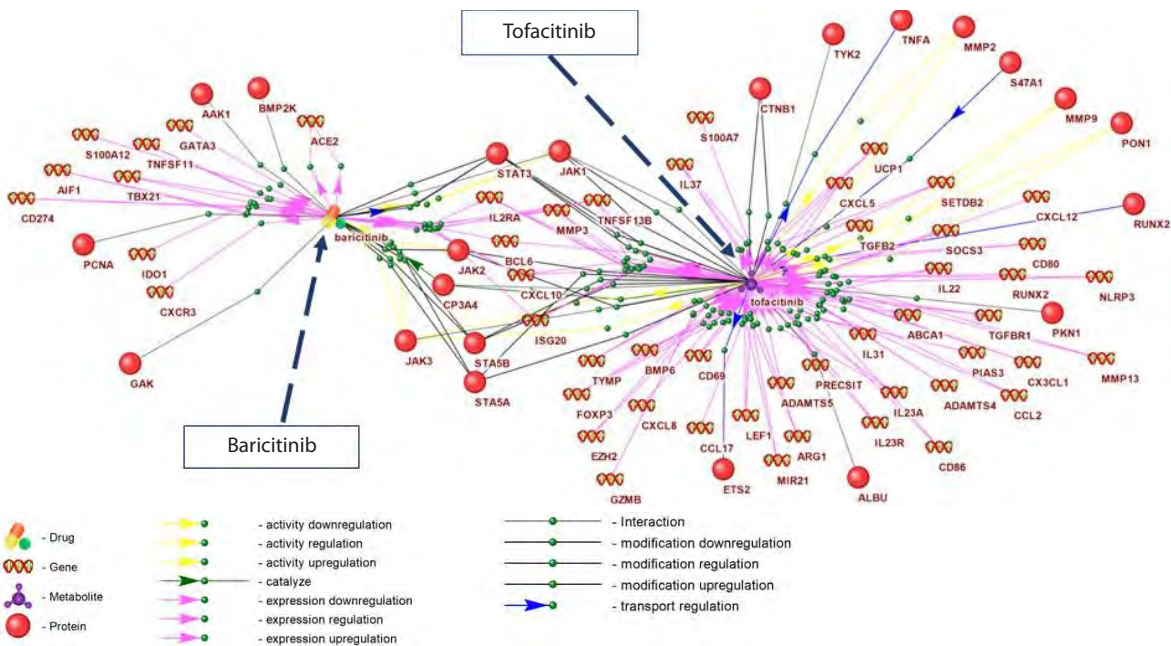 Tofacitinib
TNFA
MMP2
TYK2
S47A1
CTNB1
MMP9
AAK1
BMP2K
PON1
ACE2
GATA3
S100A7
S100A12
TNFSF11
STAT3
JAK1
UCP1
IL37
AIF1
TBX21
CXCL5
SETDB2
CD274
IL2RA
TNFSF13B
CXCL12
RUNX2
MMP3
baricitinib
TGFB2
SOCS3
PCNA
BCL6
CD80
IDO1
JAK2
IL22
RUNX2
NLRP3
CP3A4
CXCL10
tofacitinib
CXCR3
ABCA1
TGFBR1
PKN1
JAK3
STA5B
ISG20
IL31
GAK
TYMP
BMP6
CD69
PRECSIT
PIAS3
CX3CL1
MMP13
STA5A
ADAMTS5
IL23A
ADAMTS4
CCL2
FOXP3
CXCL8
CCL17
LEF1
ARG1
IL23R
CD86
EZH2
MIR21
GZMB
ETS2
ALBU
Baricitinib
- Drug
- Gene
- Metabolite
- Protein
- activity downregulation
- activity regulation
- activity upregulation
- catalyze
- expression downregulation
- expression regulation
- expression upregulation
- Interaction
- modification downregulation
- modification regulation
- modification upregulation
- transport regulation